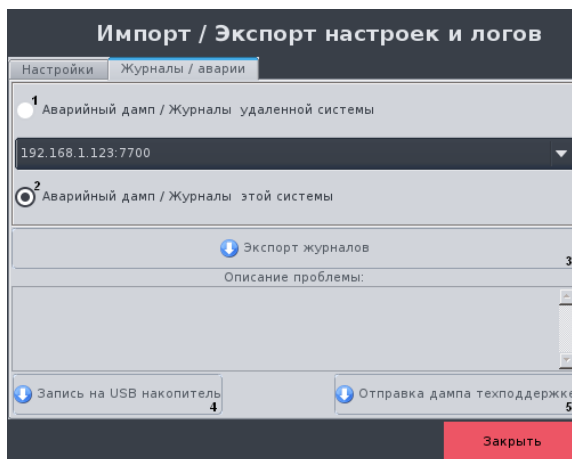 Импорт / Экспорт настроек и логов
Настройки Журналы / аварии
1 Аварийный дамп / Журналы удаленной системы
192.168.1.123:7700
2 Аварийный дамп / Журналы этой системы
Экспорт журналов
3
Описание проблемы:
Запись на USB накопитель Отправка дампа техподдержке
4 5
Закрыть